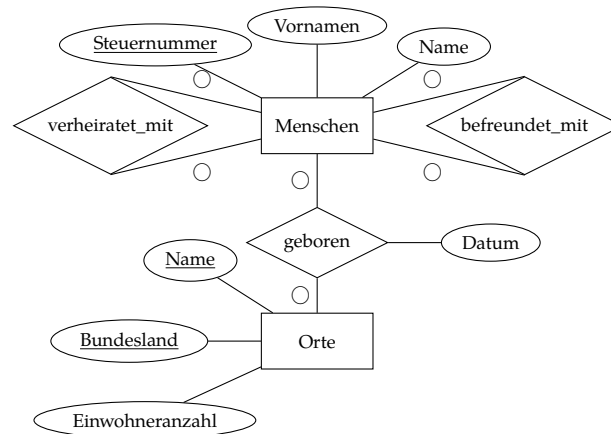 Vornamen
Steuernummer
Name
verheiratet_mit
Menschen
befreundet_mit
geboren
Datum
Name
Bundesland
Orte
Einwohneranzahl